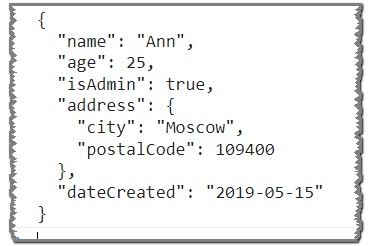 {
  "name": "Ann",
  "age": 25,
  "isAdmin": true,
  "address": {
    "city": "Moscow",
    "postalCode": 109400
  },
  "dateCreated": "2019-05-15"
}